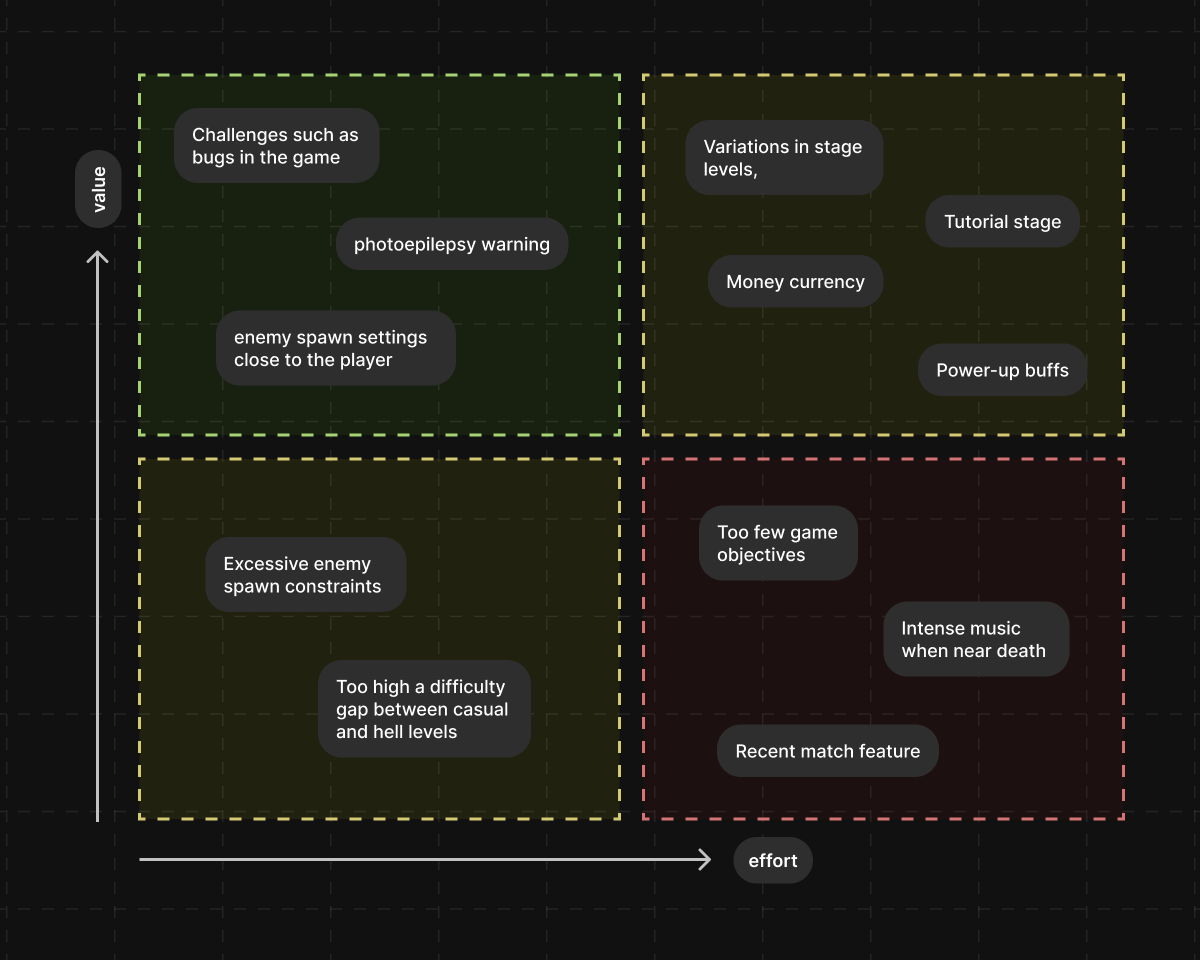 value
Challenges such as
bugs in the game
photoepilepsy warning
enemy spawn settings
close to the player
Variations in stage
levels,
Tutorial stage
Money currency
Power-up buffs
Excessive enemy
spawn constraints
Too high a difficulty
gap between casual
and hell levels
Too few game
objectives
Intense music
when near death
Recent match feature
effort